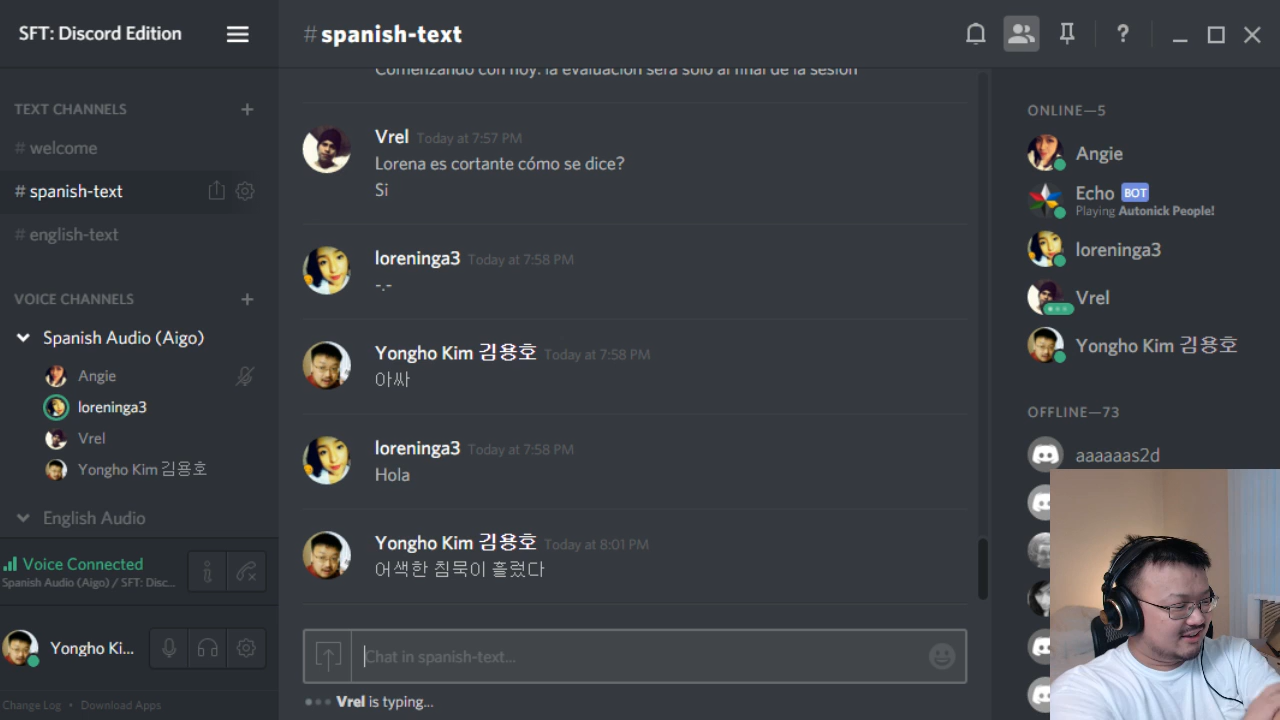 SFT: Discord Edition
TEXT CHANNELS
# welcome
# spanish-text
# english-text
VOICE CHANNELS
Spanish Audio (Aigo)
Angie
loreninga3
Vrel
Yongho Kim 김용호
English Audio
Voice Connected
Spanish Audio (Aigo) / SFT: Disc...
Yongho Ki...
Change Log • Download Apps
# spanish-text
Comenzando con hoy: la evaluación será solo al final de la sesión
Vrel Today at 7:57 PM
Lorena es cortante cómo se dice?
Si
loreninga3 Today at 7:58 PM
-.-
Yongho Kim 김용호 Today at 7:58 PM
아싸
loreninga3 Today at 7:58 PM
Hola
Yongho Kim 김용호 Today at 8:01 PM
어색한 침묵이 흘렀다
Chat in spanish-text...
Vrel is typing...
ONLINE—5
Angie
Echo BOT
Playing Autonick People!
loreninga3
Vrel
Yongho Kim 김용호
OFFLINE—73
aaaaaas2d